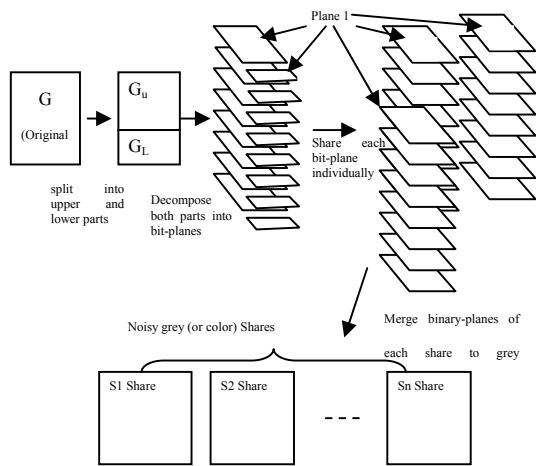 Plane 1
G
(Original
G_u
G_L
split into
upper and
lower parts
Decompose
both parts into
bit-planes
Share each
bit-plane
individually
Noisy grey (or color) Shares
Merge binary-planes of
each share to grey
S1 Share
S2 Share
Sn Share